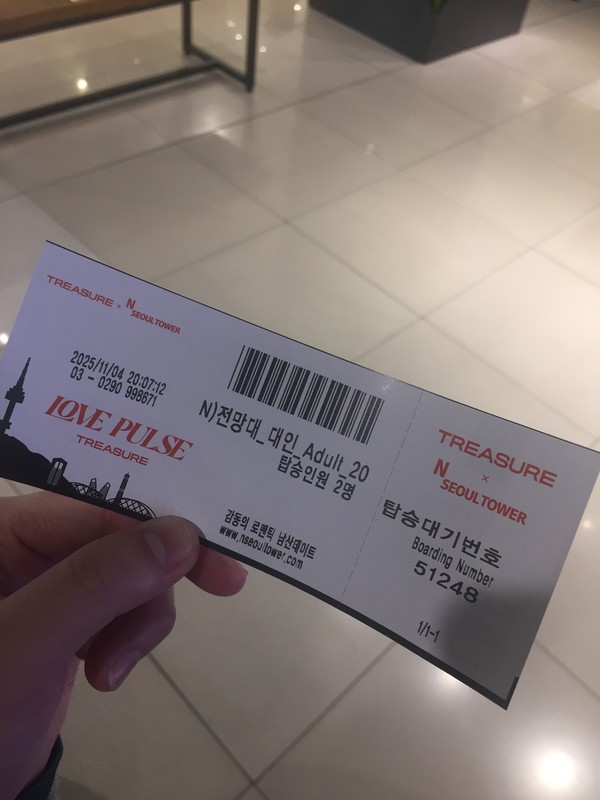 TREASURE × N SEOULTOWER
2025/11/04 20:07:12
03 - 0290 998671
LOVE PULSE
TREASURE
N)전망대_대인_Adult_20
탑승인원 2명
감동의 로맨틱 남산데이트
www.nseoultower.com
TREASURE
×
N SEOULTOWER
탑승대기번호
Boarding Number
51248
1/1-1